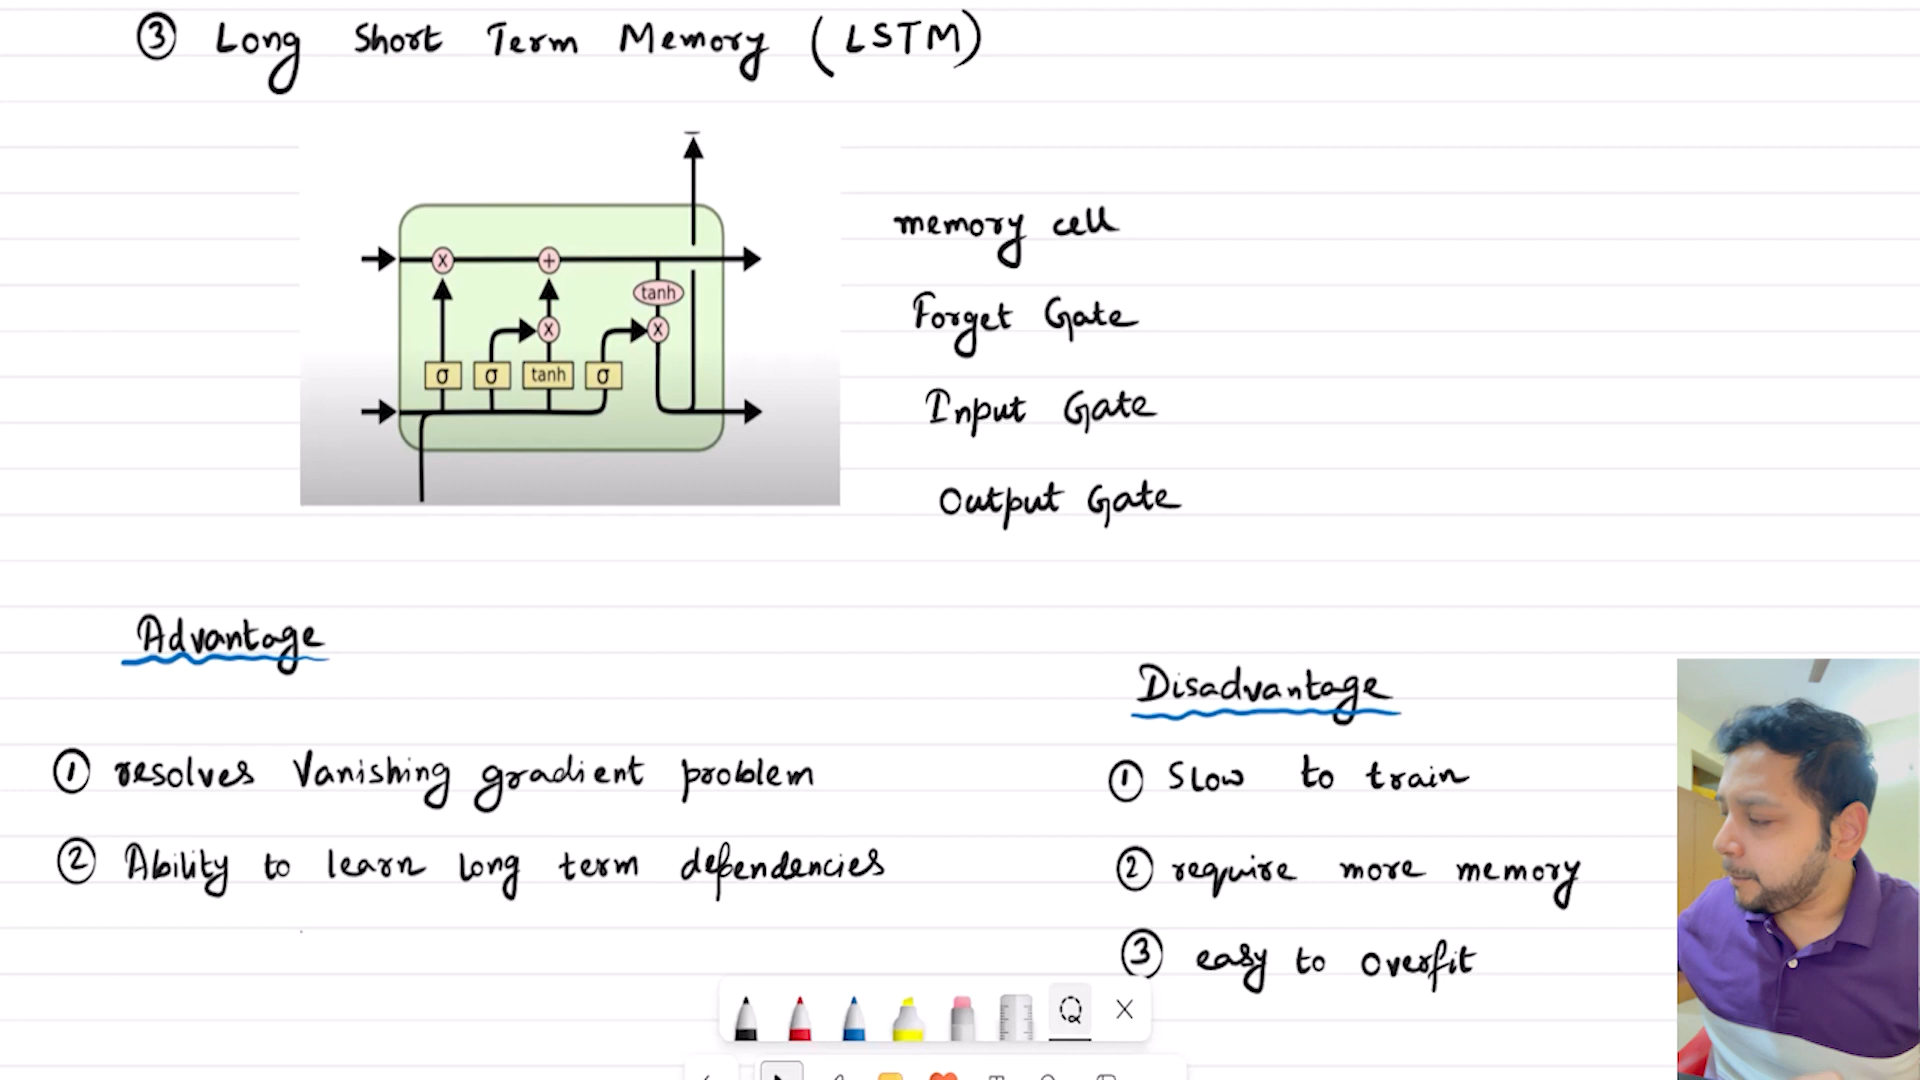 ③ Long Short Term Memory (LSTM)
x
+
tanh
x
x
σ
σ
tanh
σ
memory cell
Forget Gate
Input Gate
Output Gate
Advantage
① resolves Vanishing gradient problem
② Ability to learn long term dependencies
Disadvantage
① Slow to train
② require more memory
③ easy to overfit